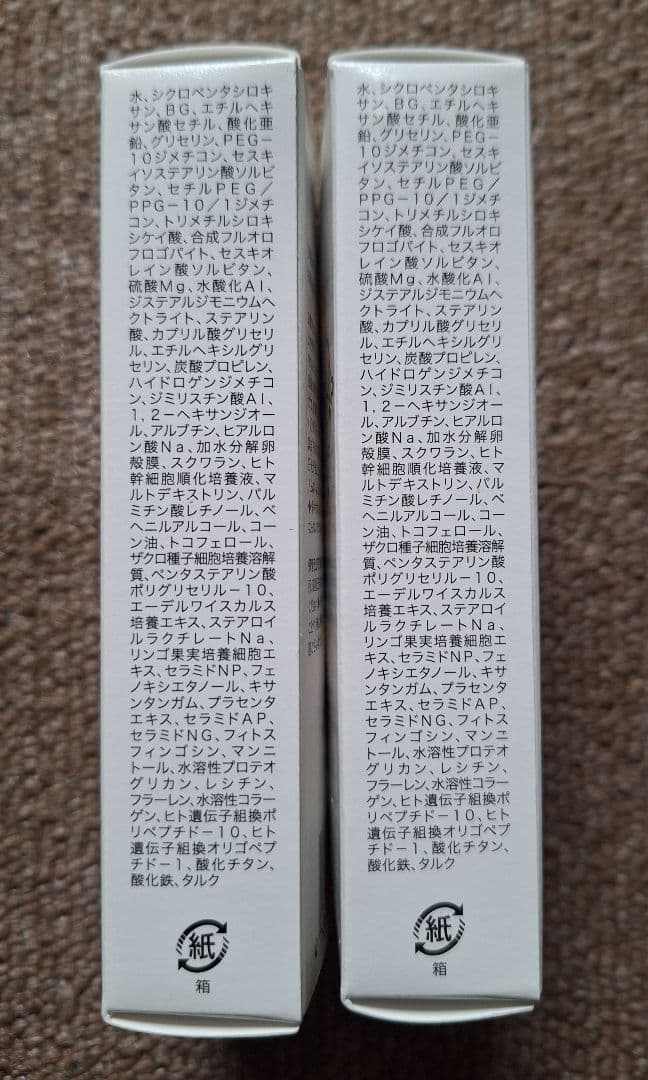 水、シクロペンタシロキ
サン、BG、エチルヘキ
サン酸セチル、酸化亜
鉛、グリセリン、PEG−
10ジメチコン、セスキ
イソステアリン酸ソルビ
タン、セチルPEG／
PPG−10／1ジメチ
コン、トリメチルシロキ
シケイ酸、合成フルオロ
フロゴパイト、セスキオ
レイン酸ソルビタン、
硫酸Mg、水酸化Al、
ジステアルジモニウムヘ
クトライト、ステアリン
酸、カプリル酸グリセリ
ル、エチルヘキシルグリ
セリン、炭酸プロピレン、
ハイドロゲンジメチコ
ン、ジミリスチン酸Al、
1，2−ヘキサンジオー
ル、アルブチン、ヒアルロ
ン酸Na、加水分解卵
殻膜、スクワラン、ヒト
幹細胞順化培養液、マ
ルトデキストリン、パル
ミチン酸レチノール、ベ
ヘニルアルコール、コー
ン油、トコフェロール、
ザクロ種子細胞培養溶解
質、ペンタステアリン酸
ポリグリセリル−10、
エーデルワイスカルス
培養エキス、ステアロイ
ルラクチレートNa、
リンゴ果実培養細胞エ
キス、セラミドNP、フェ
ノキシエタノール、キサ
ンタンガム、プラセンタ
エキス、セラミドAP、
セラミドNG、フィトス
フィンゴシン、マンニ
トール、水溶性プロテオ
グリカン、レシチン、
フラーレン、水溶性コラー
ゲン、ヒト遺伝子組換ポ
リペプチド−10、ヒト
遺伝子組換オリゴペプ
チド−1、酸化チタン、
酸化鉄、タルク
紙
箱
水、シクロペンタシロキ
サン、BG、エチルヘキ
サン酸セチル、酸化亜
鉛、グリセリン、PEG−
10ジメチコン、セスキ
イソステアリン酸ソルビ
タン、セチルPEG／
PPG−10／1ジメチ
コン、トリメチルシロキ
シケイ酸、合成フルオロ
フロゴパイト、セスキオ
レイン酸ソルビタン、
硫酸Mg、水酸化Al、
ジステアルジモニウムヘ
クトライト、ステアリン
酸、カプリル酸グリセリ
ル、エチルヘキシルグリ
セリン、炭酸プロピレン、
ハイドロゲンジメチコ
ン、ジミリスチン酸Al、
1，2−ヘキサンジオー
ル、アルブチン、ヒアルロ
ン酸Na、加水分解卵
殻膜、スクワラン、ヒト
幹細胞順化培養液、マ
ルトデキストリン、パル
ミチン酸レチノール、ベ
ヘニルアルコール、コー
ン油、トコフェロール、
ザクロ種子細胞培養溶解
質、ペンタステアリン酸
ポリグリセリル−10、
エーデルワイスカルス
培養エキス、ステアロイ
ルラクチレートNa、
リンゴ果実培養細胞エ
キス、セラミドNP、フェ
ノキシエタノール、キサ
ンタンガム、プラセンタ
エキス、セラミドAP、
セラミドNG、フィトス
フィンゴシン、マンニ
トール、水溶性プロテオ
グリカン、レシチン、
フラーレン、水溶性コラー
ゲン、ヒト遺伝子組換ポ
リペプチド−10、ヒト
遺伝子組換オリゴペプ
チド−1、酸化チタン、
酸化鉄、タルク
紙
箱